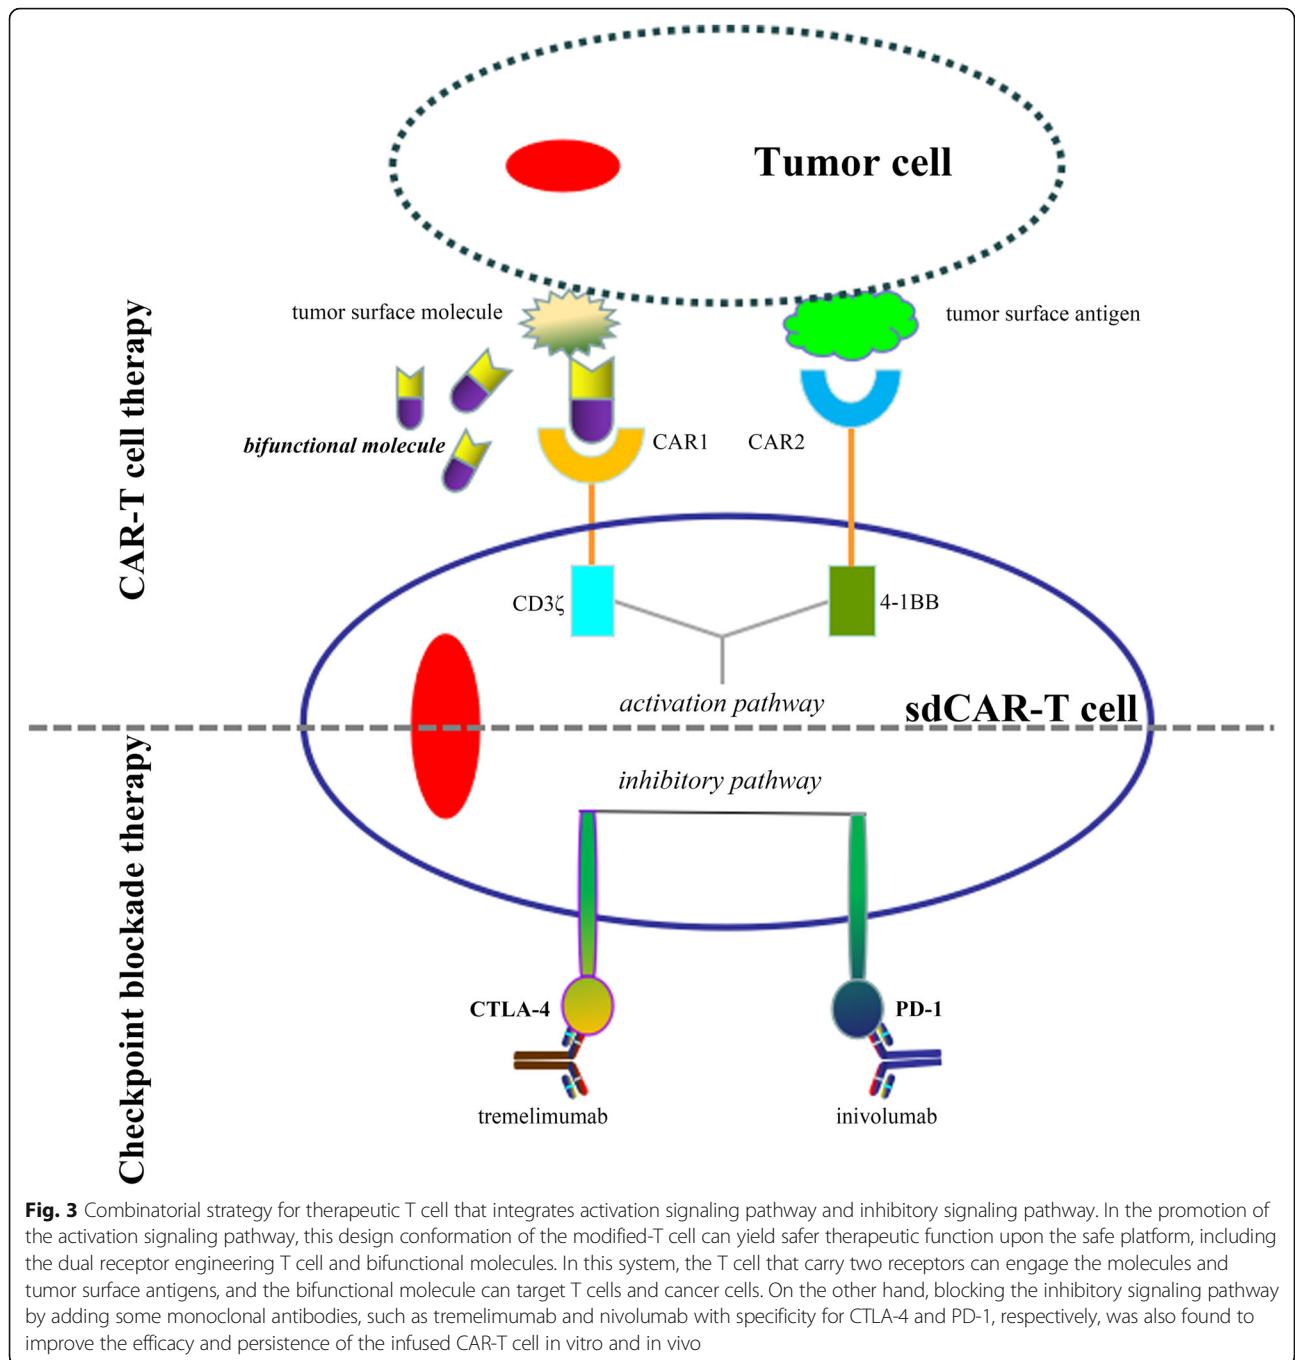 Tumor cell
tumor surface molecule
tumor surface antigen
CAR-T cell therapy
bifunctional molecule
CAR1
CAR2
CD3ζ
4-1BB
activation pathway
sdCAR-T cell
inhibitory pathway
Checkpoint blockade therapy
CTLA-4
PD-1
tremelimumab
inivolumab
Fig. 3 Combinatorial strategy for therapeutic T cell that integrates activation signaling pathway and inhibitory signaling pathway. In the promotion of
the activation signaling pathway, this design conformation of the modified-T cell can yield safer therapeutic function upon the safe platform, including
the dual receptor engineering T cell and bifunctional molecules. In this system, the T cell that carry two receptors can engage the molecules and
tumor surface antigens, and the bifunctional molecule can target T cells and cancer cells. On the other hand, blocking the inhibitory signaling pathway
by adding some monoclonal antibodies, such as tremelimumab and nivolumab with specificity for CTLA-4 and PD-1, respectively, was also found to
improve the efficacy and persistence of the infused CAR-T cell in vitro and in vivo